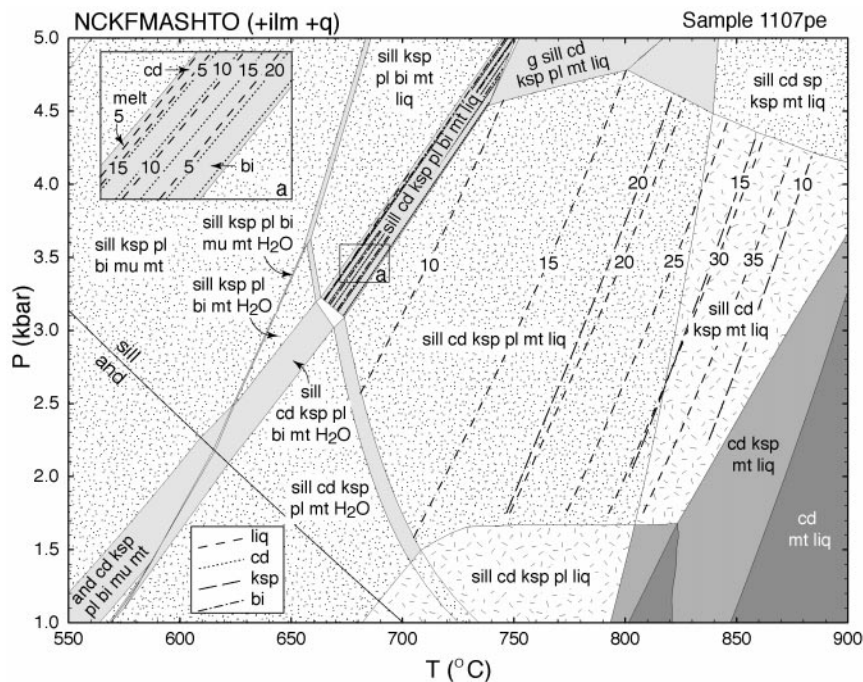 NCKFMASHTO (+ilm +q)
Sample 1107pe
P (kbar)
5.0
4.5
4.0
3.5
3.0
2.5
2.0
1.5
1.0
cd
5
10
15
20
melt
5
15
10
5
bi
a
sill ksp
pl bi mt
liq
g sill cd
ksp pl mt liq
sill cd sp
ksp mt liq
sill cd ksp pl bi mt liq
sill ksp pl
bi mu mt
sill ksp pl bi
mu mt H2O
sill ksp pl
bi mt H2O
a
10
15
20
20
25
30
15
35
10
sill cd ksp pl mt liq
sill cd
ksp mt liq
sill
and
sill
cd ksp pl
bi mt H2O
sill cd ksp
pl mt H2O
cd ksp
mt liq
cd
mt liq
and cd ksp
pl bi mu mt
liq
cd
ksp
bi
sill cd ksp pl liq
550
600
650
700
750
800
850
900
T (°C)